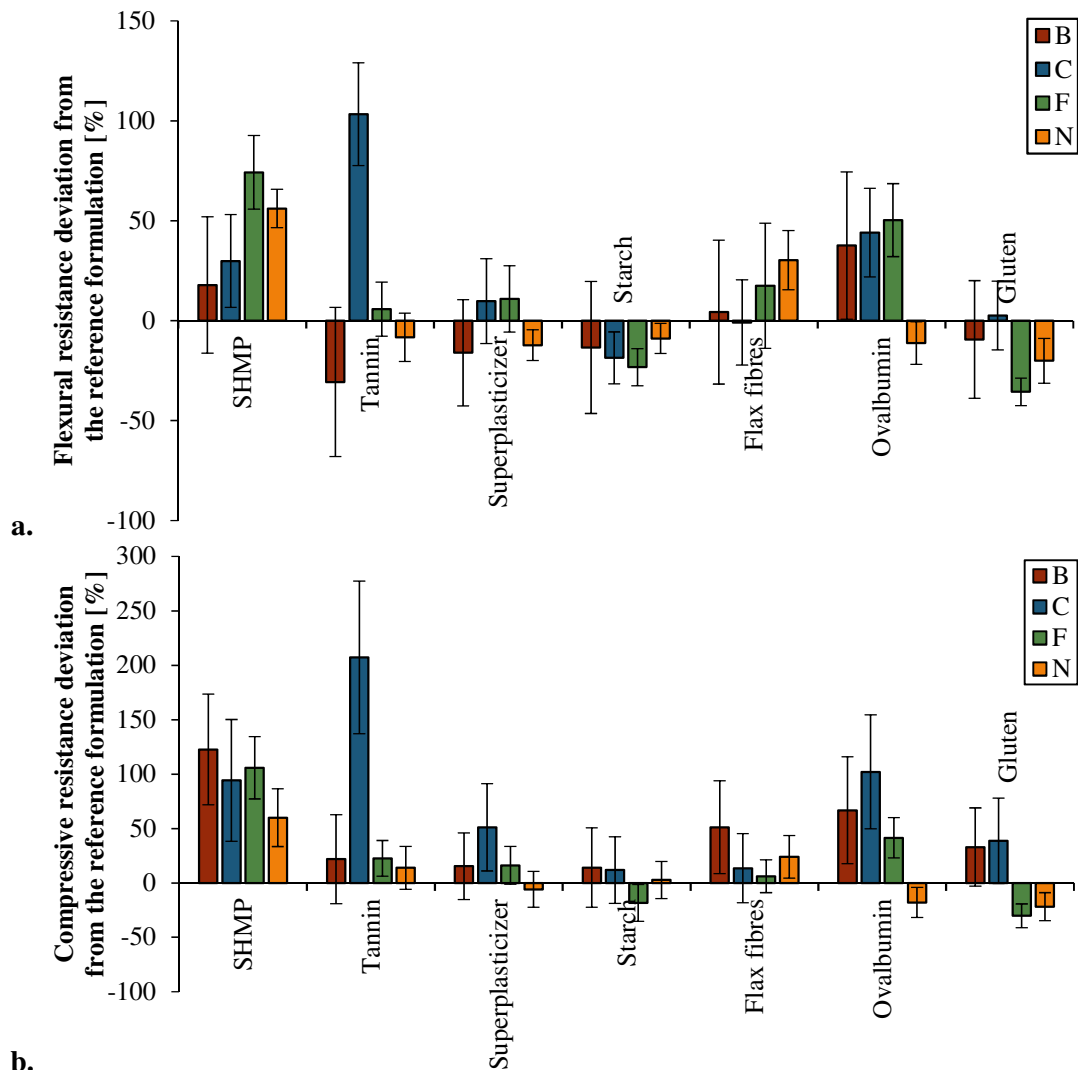 Flexural resistance deviation from
the reference formulation [%]
150
100
50
0
-50
-100
B
C
F
N
SHMP
Tannin
Superplasticizer
Starch
Flax fibres
Ovalbumin
Gluten
a.
Compressive resistance deviation
from the reference formulation [%]
300
250
200
150
100
50
0
-50
-100
B
C
F
N
SHMP
Tannin
Superplasticizer
Starch
Flax fibres
Ovalbumin
Gluten
b.